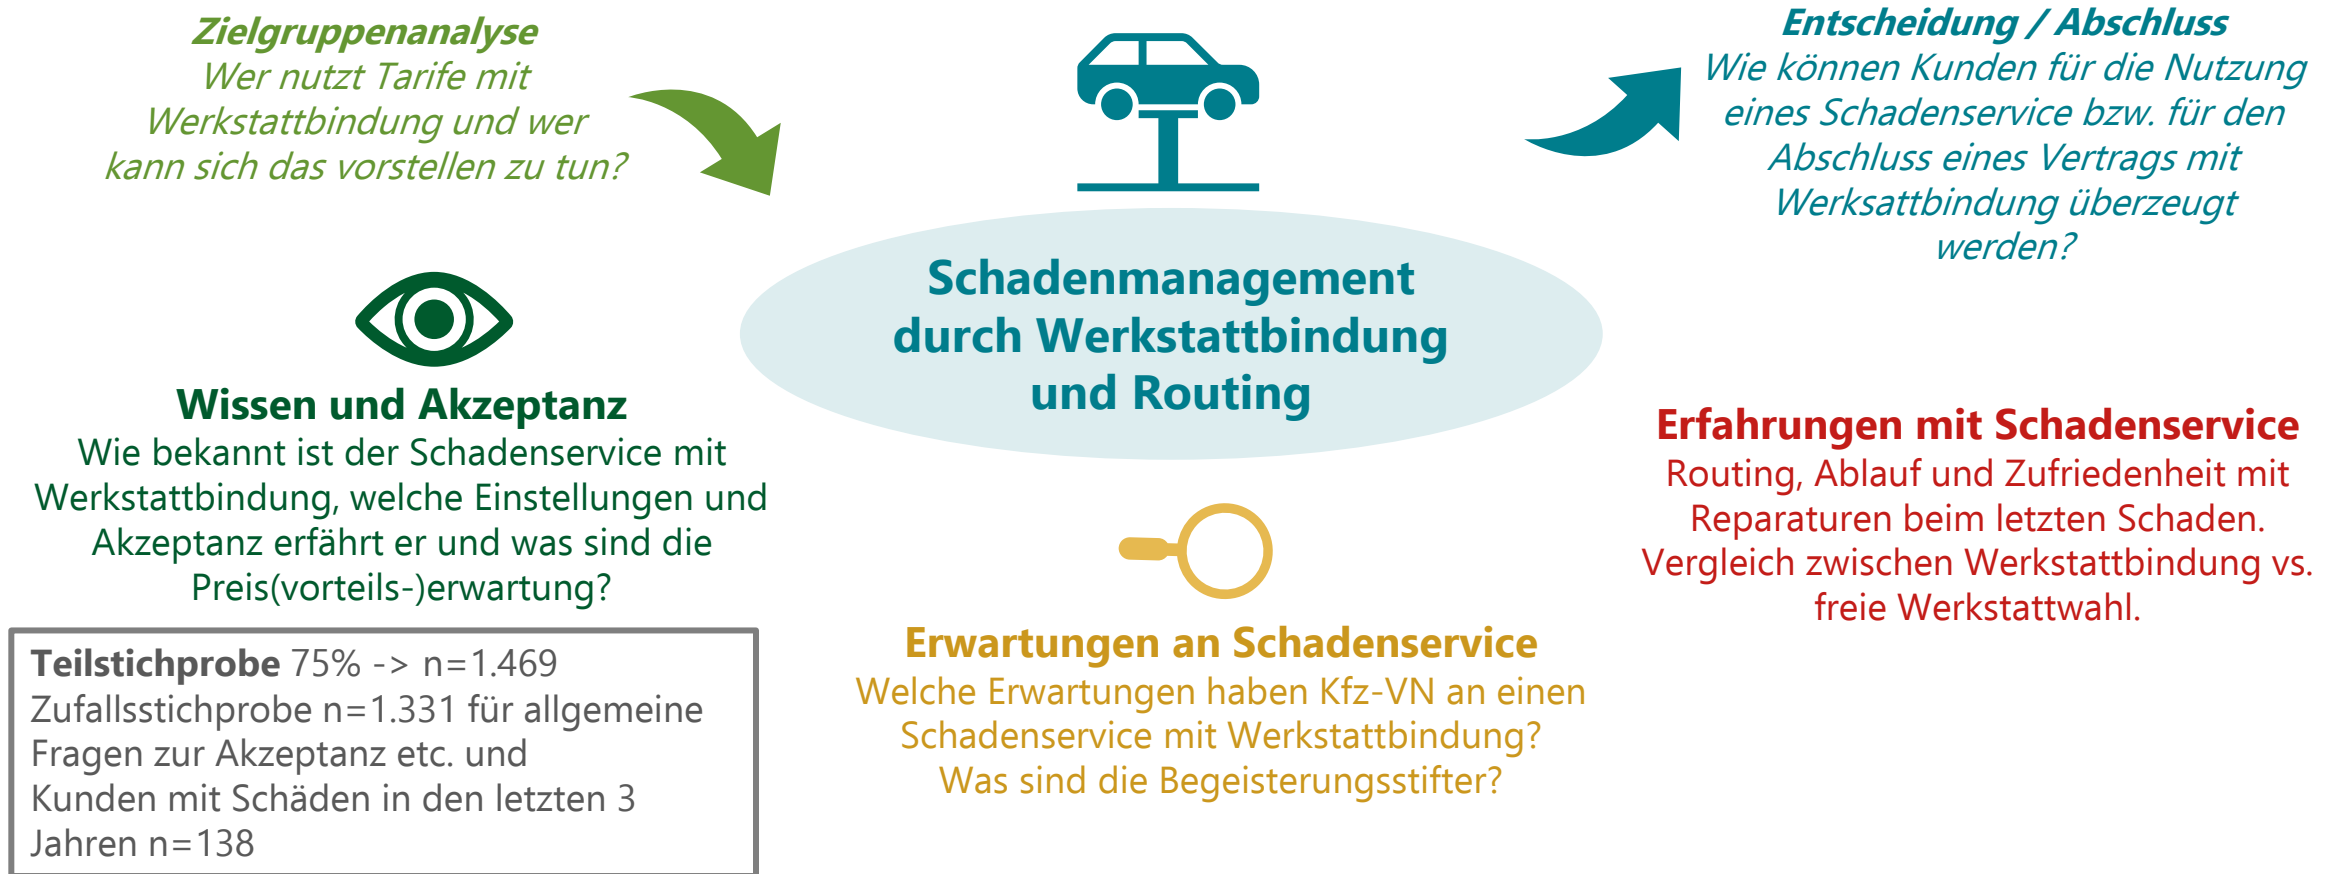 Zielgruppenanalyse
Wer nutzt Tarife mit
Werkstattbindung und wer
kann sich das vorstellen zu tun?
Entscheidung / Abschluss
Wie können Kunden für die Nutzung
eines Schadenservice bzw. für den
Abschluss eines Vertrags mit
Werksattbindung überzeugt
werden?
Schadenmanagement
durch Werkstattbindung
und Routing
Wissen und Akzeptanz
Wie bekannt ist der Schadenservice mit
Werkstattbindung, welche Einstellungen und
Akzeptanz erfährt er und was sind die
Preis(vorteils-)erwartung?
Erfahrungen mit Schadenservice
Routing, Ablauf und Zufriedenheit mit
Reparaturen beim letzten Schaden.
Vergleich zwischen Werkstattbindung vs.
freie Werkstattwahl.
Erwartungen an Schadenservice
Welche Erwartungen haben Kfz-VN an einen
Schadenservice mit Werkstattbindung?
Was sind die Begeisterungsstifter?
Teilstichprobe 75% -> n=1.469
Zufallsstichprobe n=1.331 für allgemeine
Fragen zur Akzeptanz etc. und
Kunden mit Schäden in den letzten 3
Jahren n=138